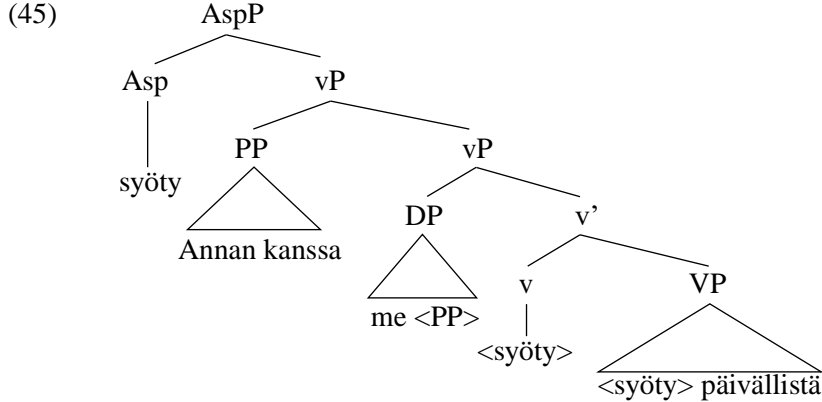 (45) AspP
Asp vP
syöty PP vP
Annan kanssa DP v’
me <PP> v VP
<syöty> <syöty> päivällistä